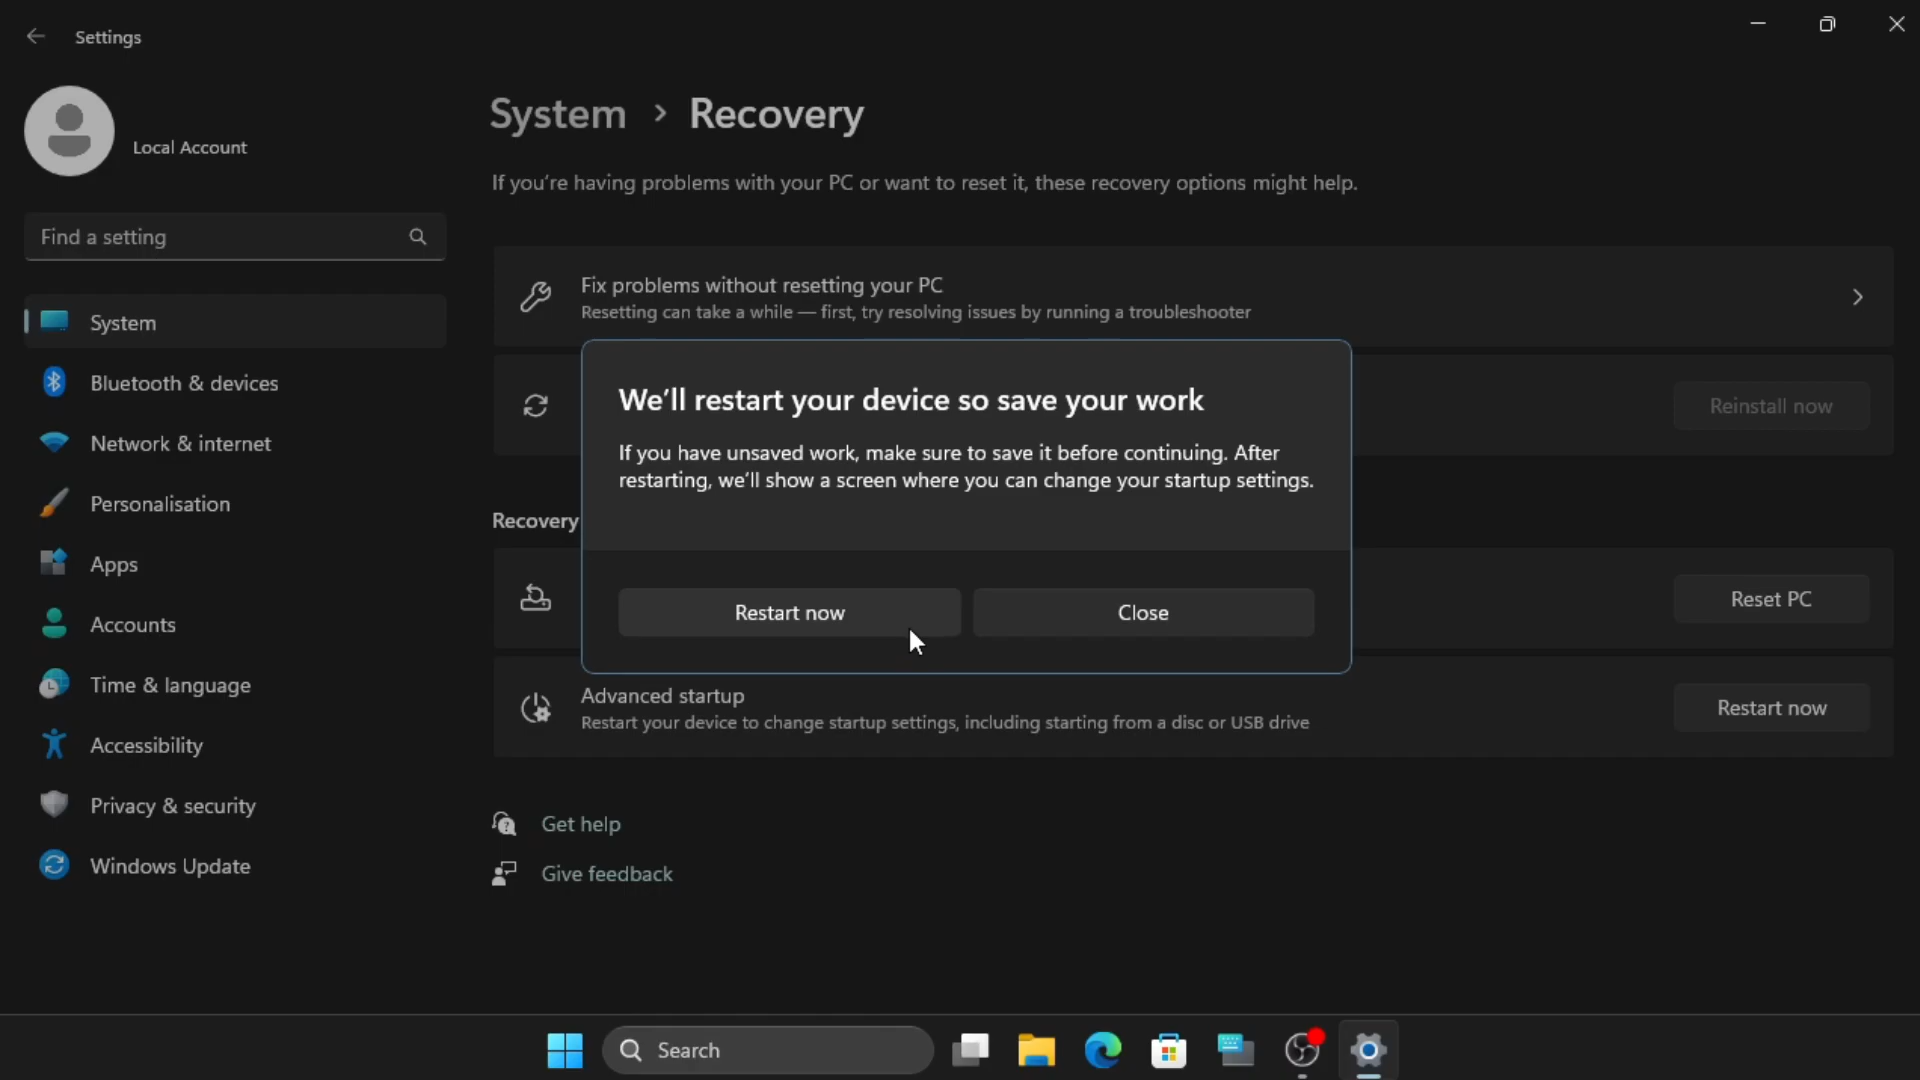 Settings
Local Account
Find a setting
System
Bluetooth & devices
Network & internet
Personalisation
Apps
Accounts
Time & language
Accessibility
Privacy & security
Windows Update
System > Recovery
If you're having problems with your PC or want to reset it, these recovery options might help.
Fix problems without resetting your PC
Resetting can take a while — first, try resolving issues by running a troubleshooter
Reinstall now
We'll restart your device so save your work
If you have unsaved work, make sure to save it before continuing. After
restarting, we'll show a screen where you can change your startup settings.
Restart now
Close
Recovery
Reset PC
Advanced startup
Restart your device to change startup settings, including starting from a disc or USB drive
Restart now
Get help
Give feedback
Search